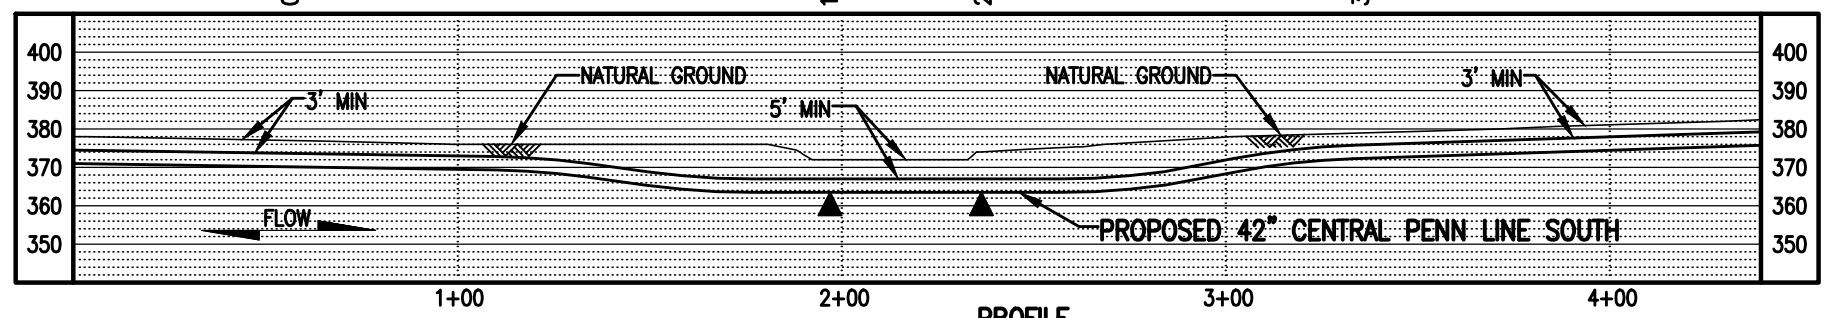 400 400
NATURAL GROUND NATURAL GROUND 3' MIN
390 3' MIN 5' MIN 390
380 380
370 370
360 FLOW 360
PROPOSED 42" CENTRAL PENN LINE SOUTH
350 350
1+00 2+00 3+00 4+00
PROFILE